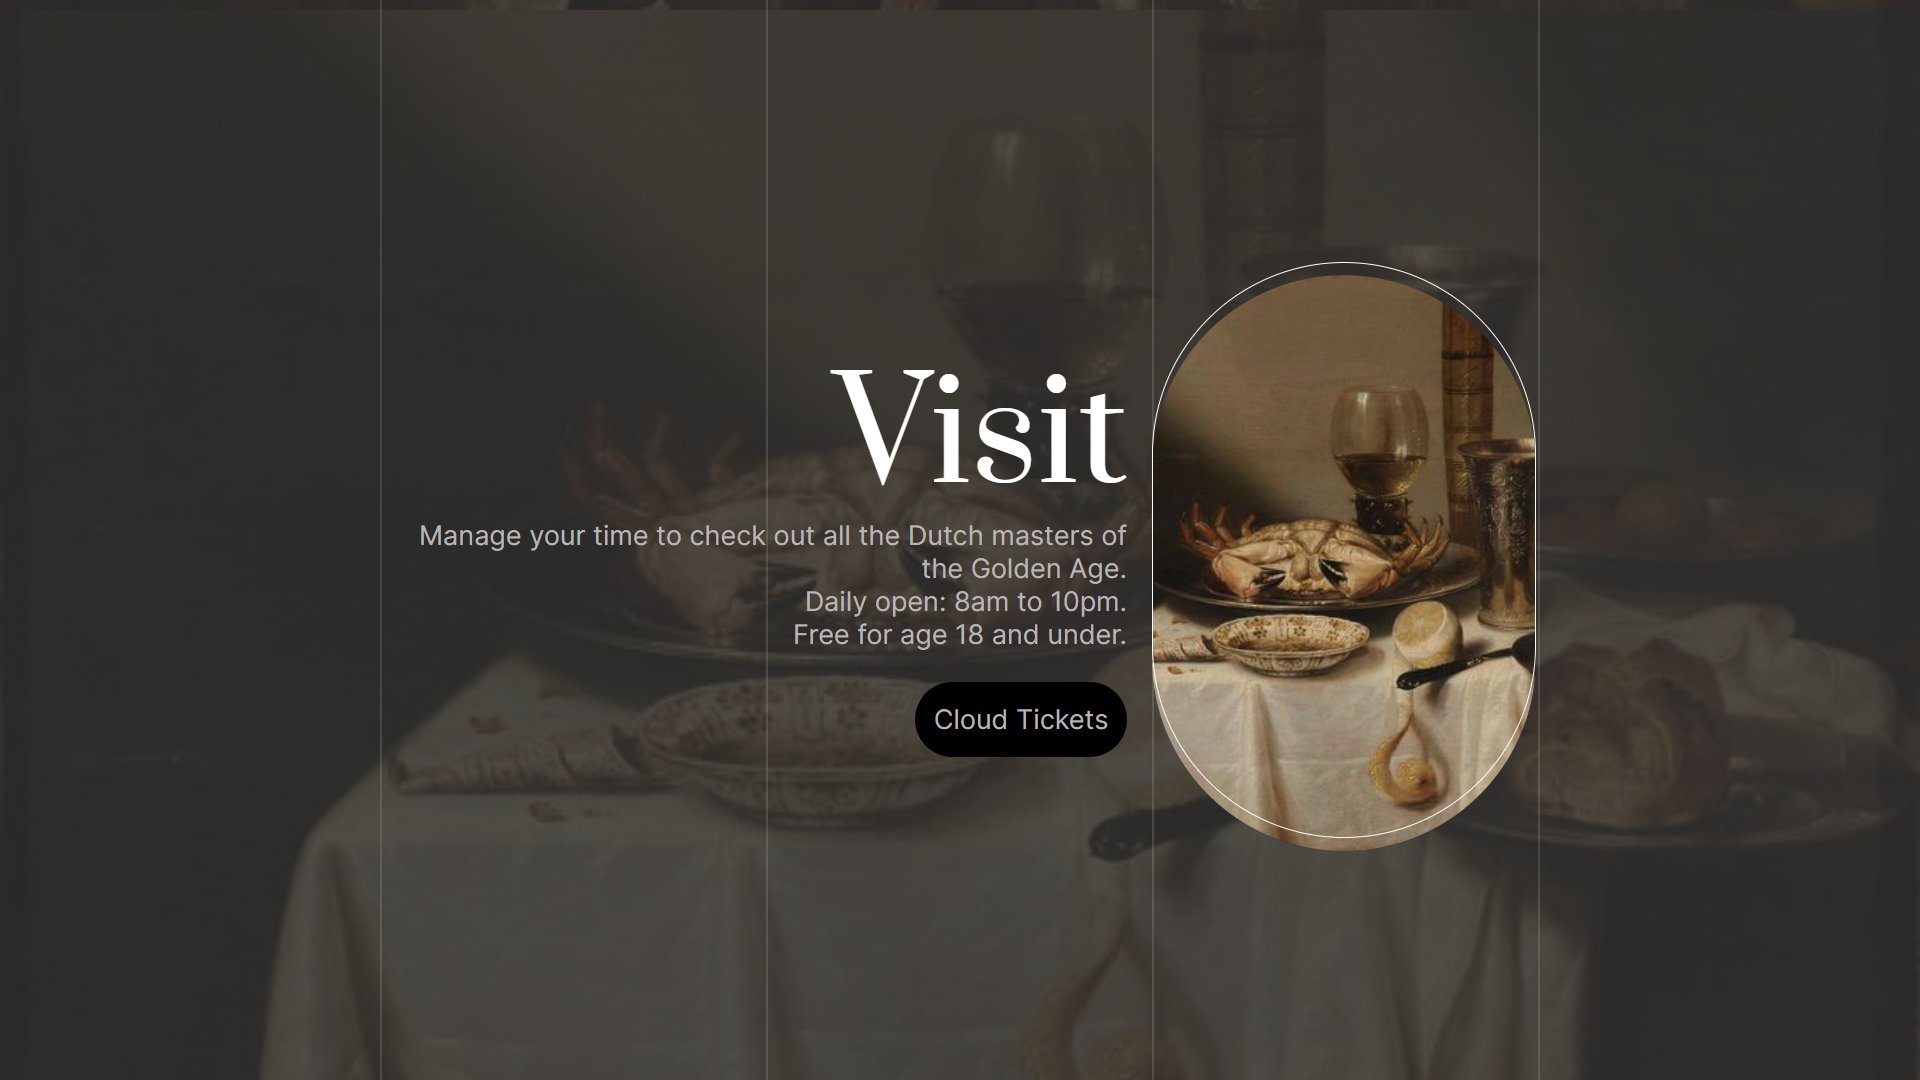 Visit
Manage your time to check out all the Dutch masters of
the Golden Age.
Daily open: 8am to 10pm.
Free for age 18 and under.
Cloud Tickets